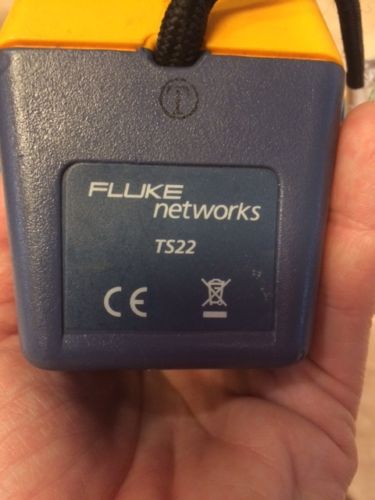 T
FLUKE
networks
TS22
CE